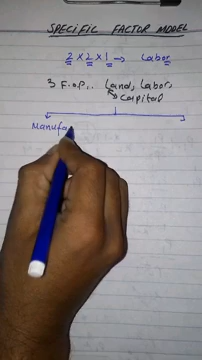 SPECIFIC FACTOR MODEL
2 x 2 x 1 → Labor
3 F.o.P.. Land, Labor,
Capital
Manufa